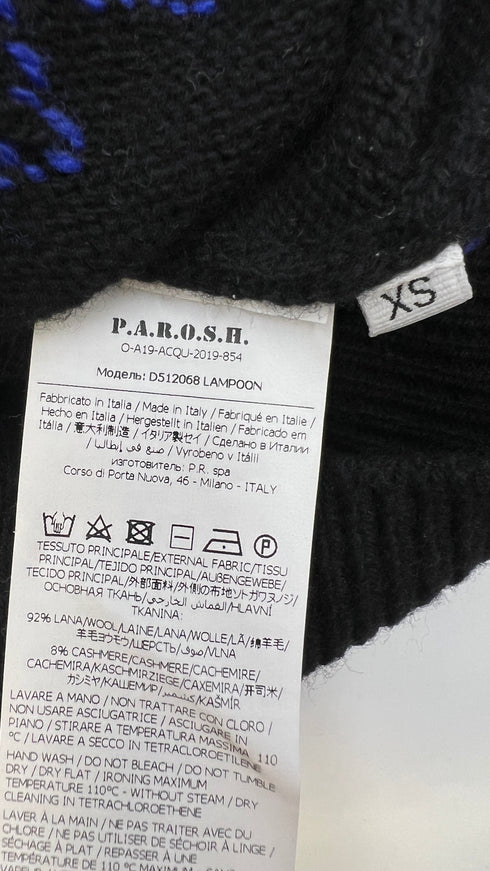 XS
P.A.R.O.S.H.
O-A19-ACQU-2019-854
Модель: D512068 LAMPOON
Fabbricato in Italia / Made in Italy / Fabriqué en Italie /
Hecho en Italia / Hergestellt in Italien / Fabricado em
Itália / 意大利制造 / イタリア製セイ / Сделано в Италии
/ صنع في إيطاليا / Vyrobeno v Itálii
изготовитель: P.R. spa
Corso di Porta Nuova, 46 - Milano - ITALY
P
TESSUTO PRINCIPALE/EXTERNAL FABRIC/TISSU
PRINCIPAL/TEJIDO PRINCIPAL/AUßENGEWEBE/
TECIDO PRINCIPAL/外部面料/外側の布地ソトガワヌノジ/
ОСНОВНАЯ ТКАНЬ/القماش الخارجي/HLAVNÍ
TKANINA:
92% LANA/WOOL/LAINE/LANA/WOLLE/LÃ/绵羊毛/
羊毛ヨウモウ/ШЕРСТЬ/صوف/VLNA
8% CASHMERE/CASHMERE/CACHEMIRE/
CACHEMIRA/KASCHMIRZIEGE/CAXEMIRA/开司米/
カシミヤ/КАШЕМИР/كشمير/KAŠMÍR
LAVARE A MANO / NON TRATTARE CON CLORO /
NON USARE ASCIUGATRICE / ASCIUGARE IN
PIANO / STIRARE A TEMPERATURA MASSIMA 110
°C / LAVARE A SECCO IN TETRACLOROETILENE
HAND WASH / DO NOT BLEACH / DO NOT TUMBLE
DRY / DRY FLAT / IRONING MAXIMUM
TEMPERATURE 110°C - WITHOUT STEAM / DRY
CLEANING IN TETRACHLOROETHENE
LAVER À LA MAIN / NE PAS TRAITER AVEC DU
CHLORE / NE PAS UTILISER DE SÉCHOIR À LINGE /
SÉCHAGE À PLAT / REPASSER À UNE
TEMPÉRATURE DE 110 °C MAXIMUM /